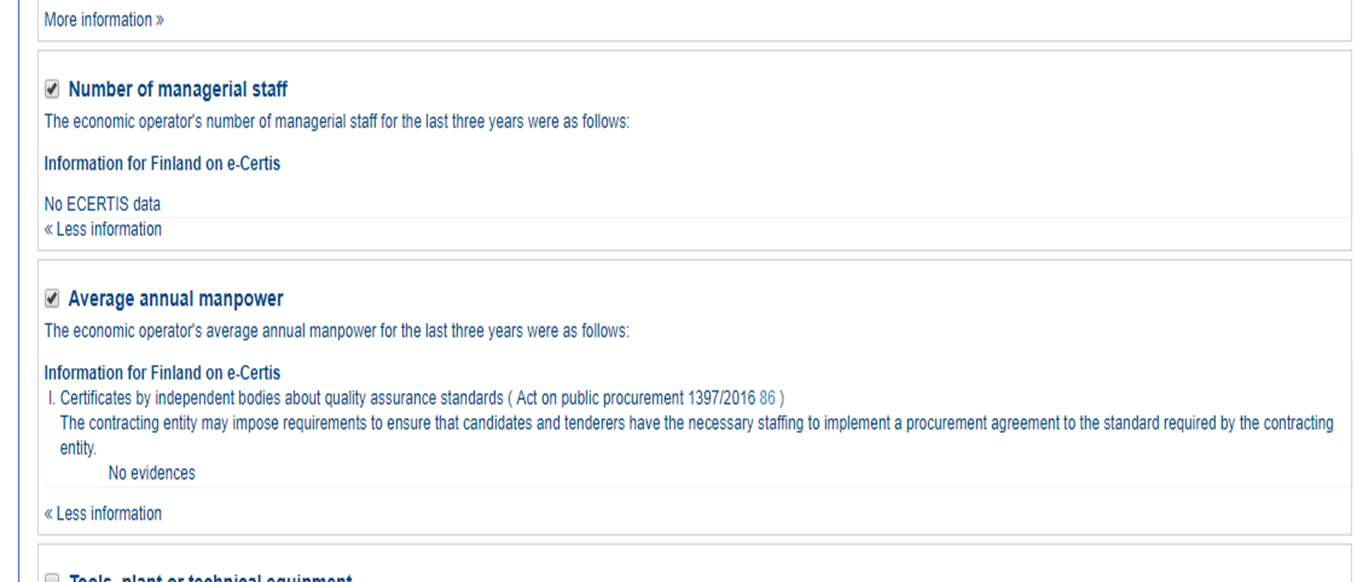 More information »
Number of managerial staff
The economic operator's number of managerial staff for the last three years were as follows:
Information for Finland on e-Certis
No ECERTIS data
« Less information
Average annual manpower
The economic operator's average annual manpower for the last three years were as follows:
Information for Finland on e-Certis
I. Certificates by independent bodies about quality assurance standards ( Act on public procurement 1397/2016 86 )
The contracting entity may impose requirements to ensure that candidates and tenderers have the necessary staffing to implement a procurement agreement to the standard required by the contracting
entity.
No evidences
« Less information
Tools, plant or technical equipment